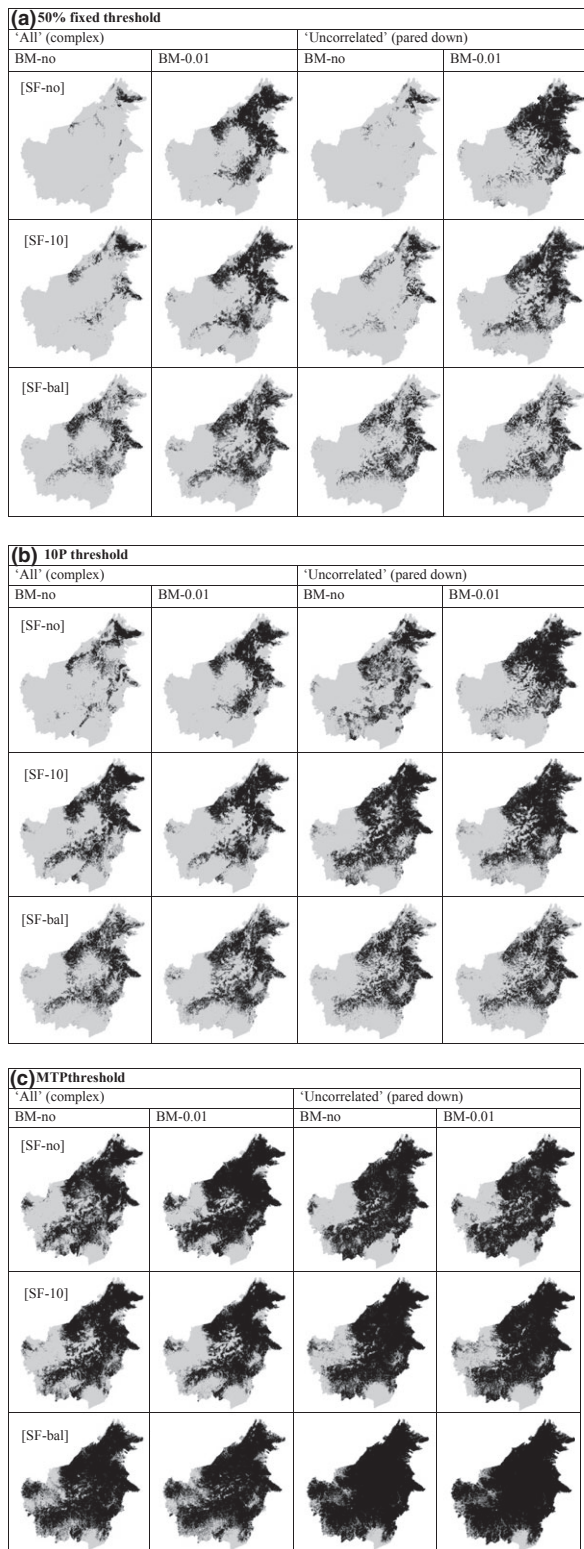 (a) 50% fixed threshold
‘All’ (complex) ‘Uncorrelated’ (pared down)
BM-no BM-0.01 BM-no BM-0.01
[SF-no]
[SF-10]
[SF-bal]
(b) 10P threshold
‘All’ (complex) ‘Uncorrelated’ (pared down)
BM-no BM-0.01 BM-no BM-0.01
[SF-no]
[SF-10]
[SF-bal]
(c) MTPthreshold
‘All’ (complex) ‘Uncorrelated’ (pared down)
BM-no BM-0.01 BM-no BM-0.01
[SF-no]
[SF-10]
[SF-bal]